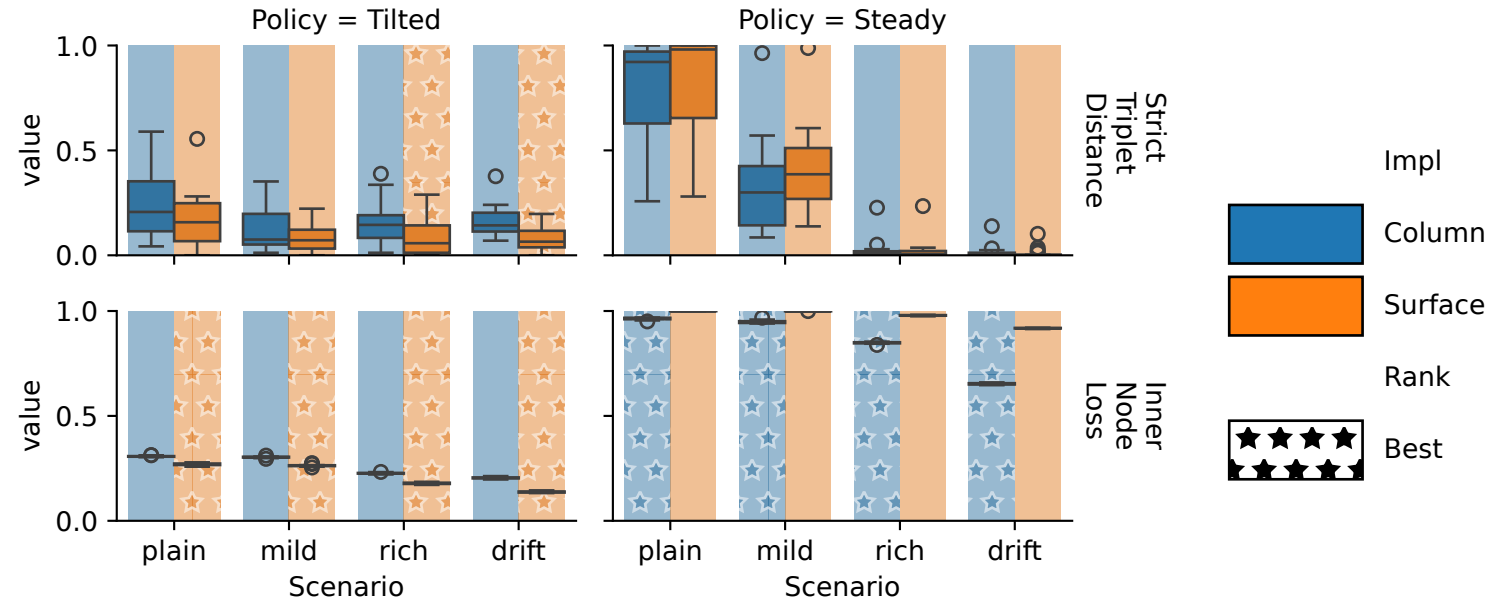 Policy = Tilted
Policy = Steady
value
1.0
0.5
0.0
Strict
Triplet
Distance
value
1.0
0.5
0.0
Inner
Node
Loss
plain
mild
rich
drift
plain
mild
rich
drift
Scenario
Scenario
Impl
Column
Surface
Rank
Best